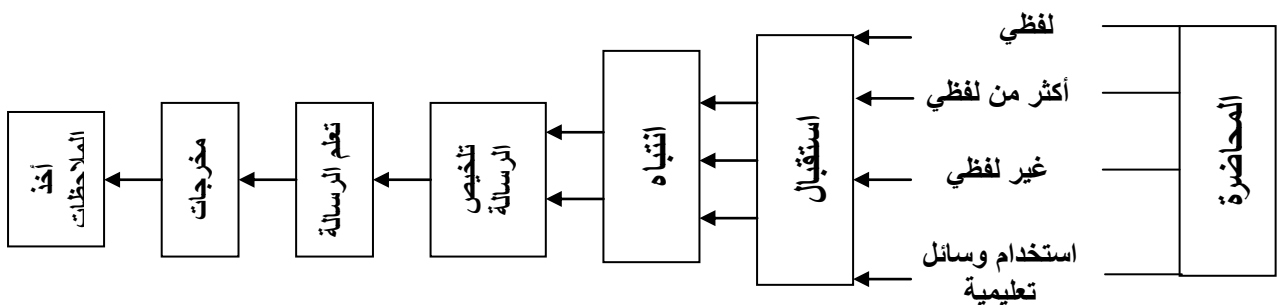 المحاضرة
لفظي
أكثر من لفظي
غير لفظي
استخدام وسائل
تعليمية
استقبال
انتباه
تلخيص
الرسالة
تعلم الرسالة
مخرجات
أخذ
الملاحظات